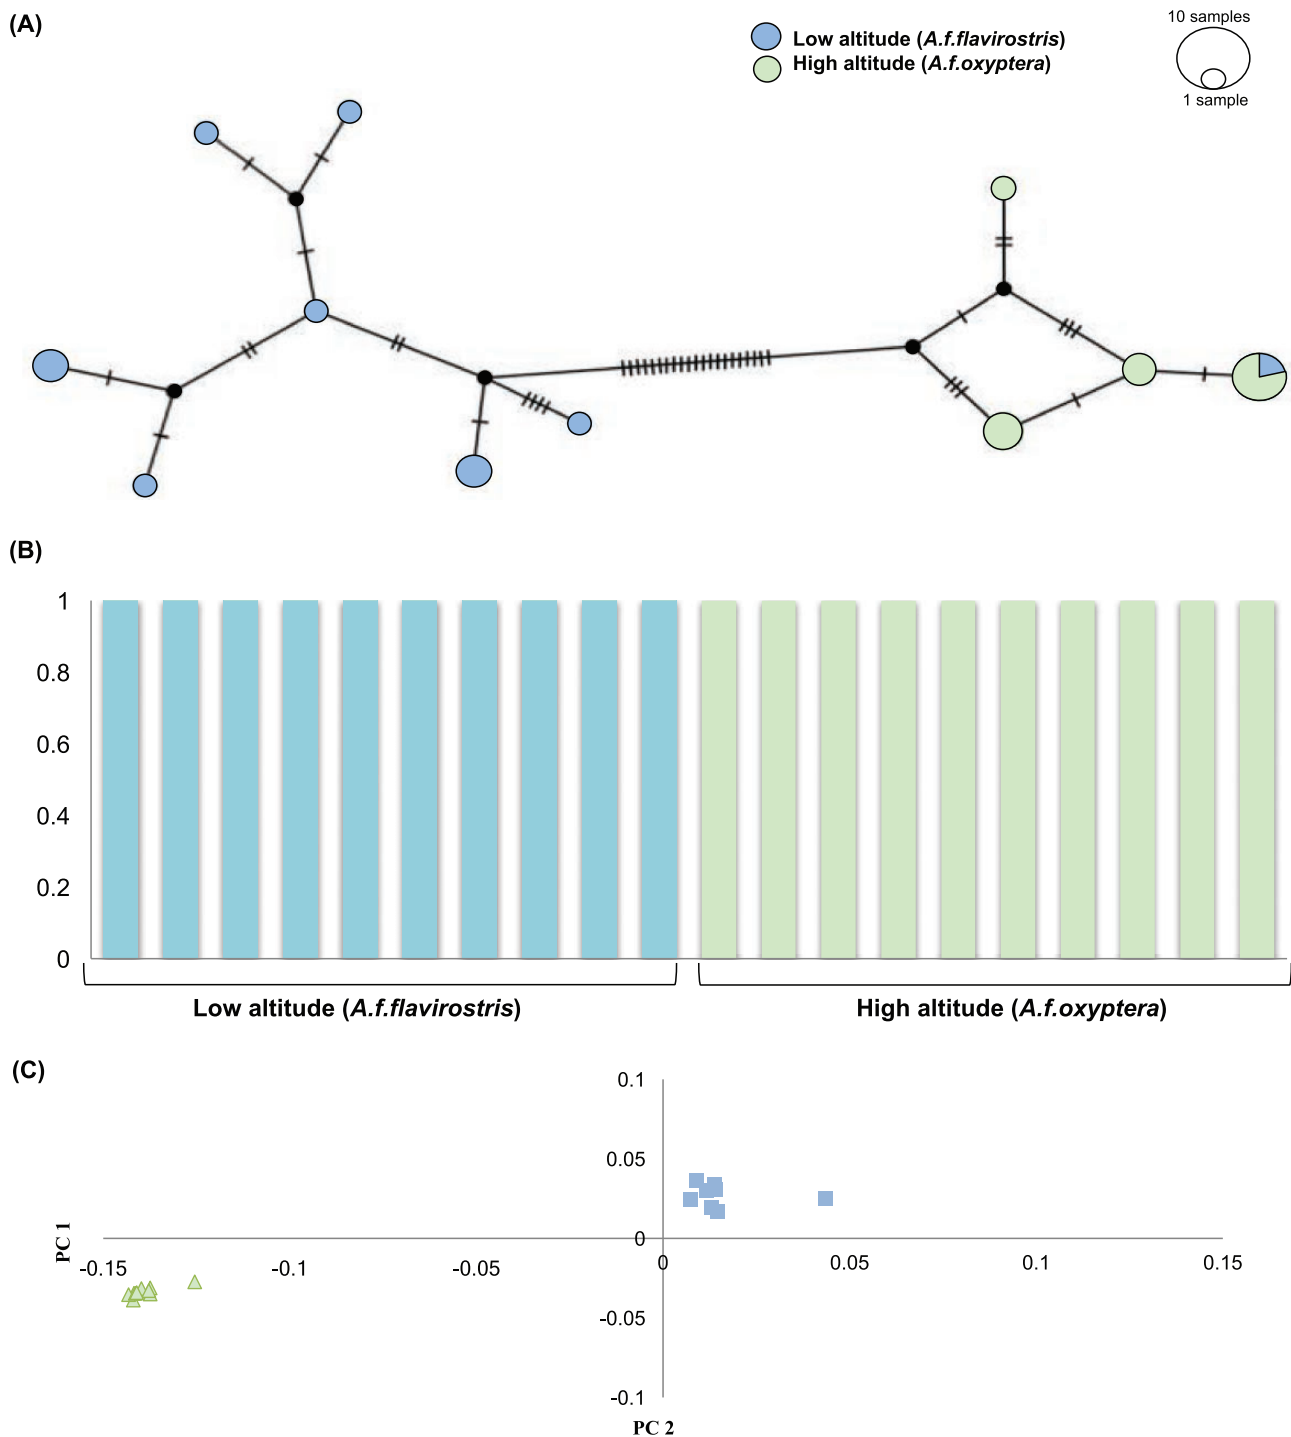 (A)
Low altitude (A.f.flavirostris)
High altitude (A.f.oxyptera)
10 samples
1 sample
(B)
1
0.8
0.6
0.4
0.2
0
Low altitude (A.f.flavirostris)
High altitude (A.f.oxyptera)
(C)
0.1
0.05
0
-0.05
-0.1
PC 1
-0.15
-0.1
-0.05
0
0.05
0.1
0.15
PC 2